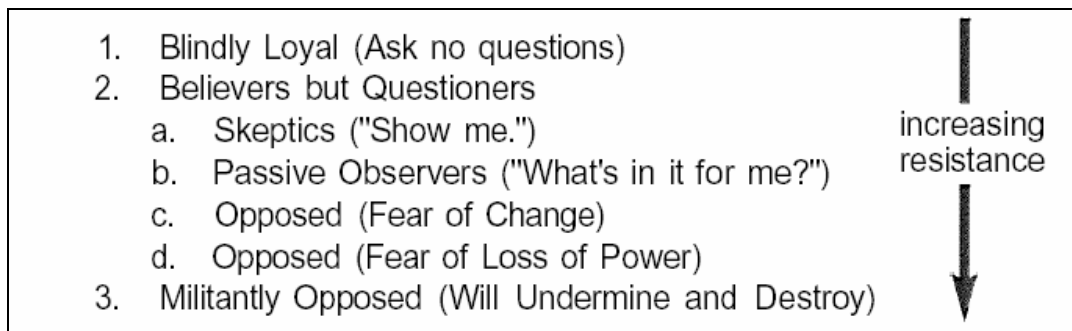 1. Blindly Loyal (Ask no questions)
2. Believers but Questioners
a. Skeptics ("Show me.")
b. Passive Observers ("What's in it for me?")
c. Opposed (Fear of Change)
d. Opposed (Fear of Loss of Power)
3. Militantly Opposed (Will Undermine and Destroy)
increasing
resistance